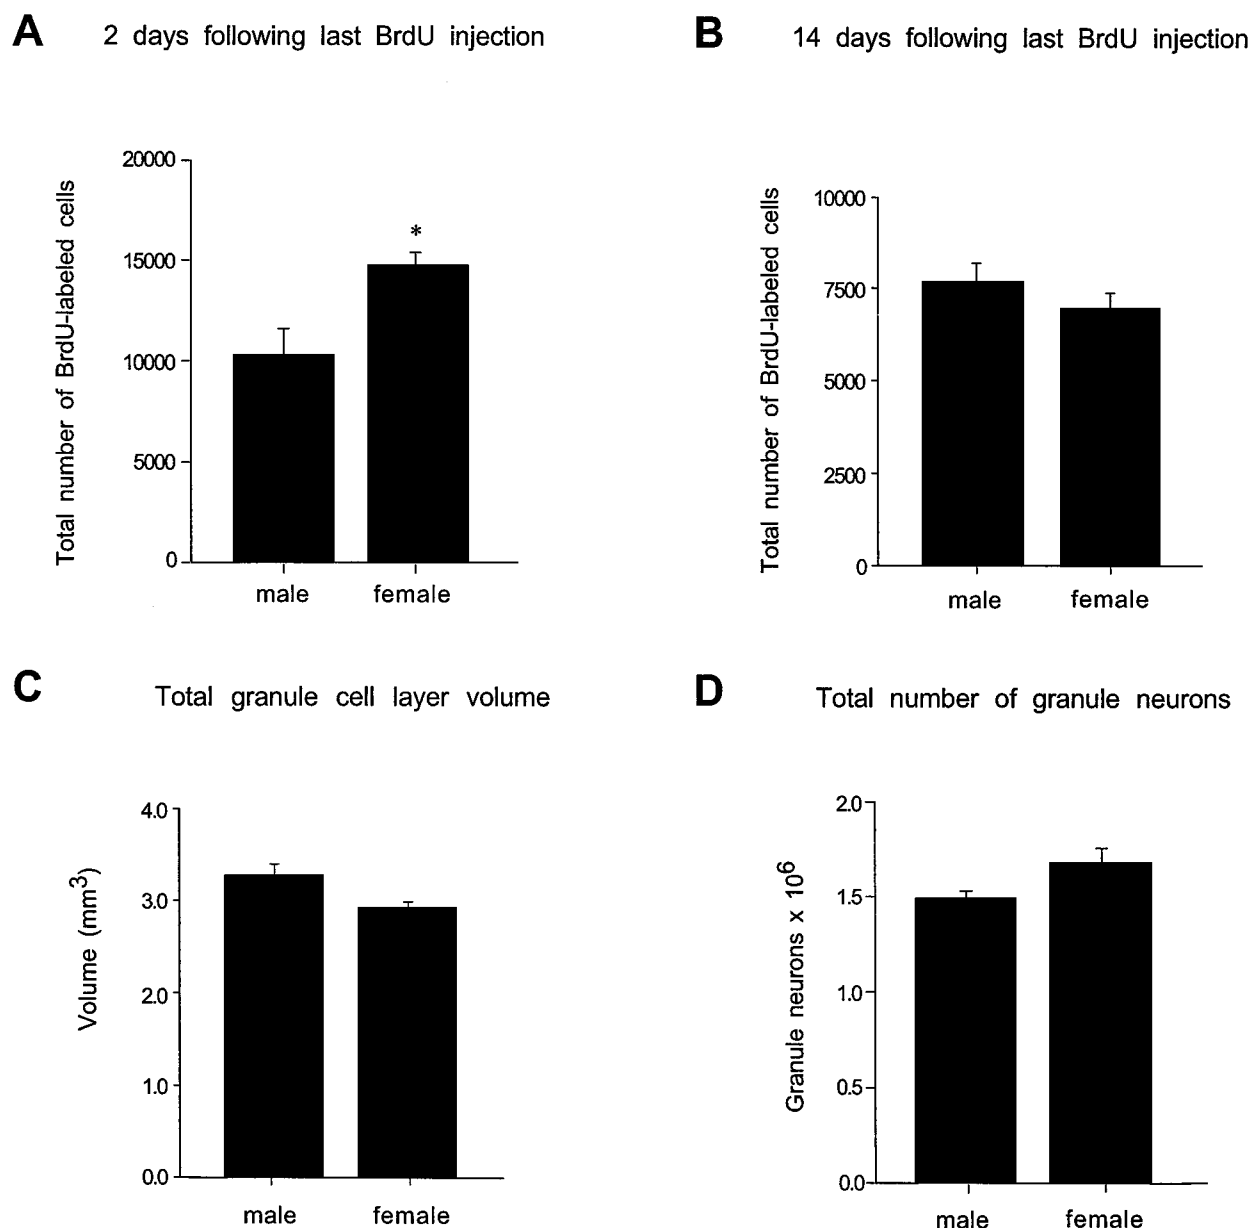 A 2 days following last BrdU injection
Total number of BrdU-labeled cells
20000
15000
10000
5000
0
*
male female
B 14 days following last BrdU injection
Total number of BrdU-labeled cells
10000
7500
5000
2500
0
male female
C Total granule cell layer volume
Volume (mm³)
4.0
3.0
2.0
1.0
0.0
male female
D Total number of granule neurons
Granule neurons x 10⁶
2.0
1.5
1.0
0.5
0.0
male female